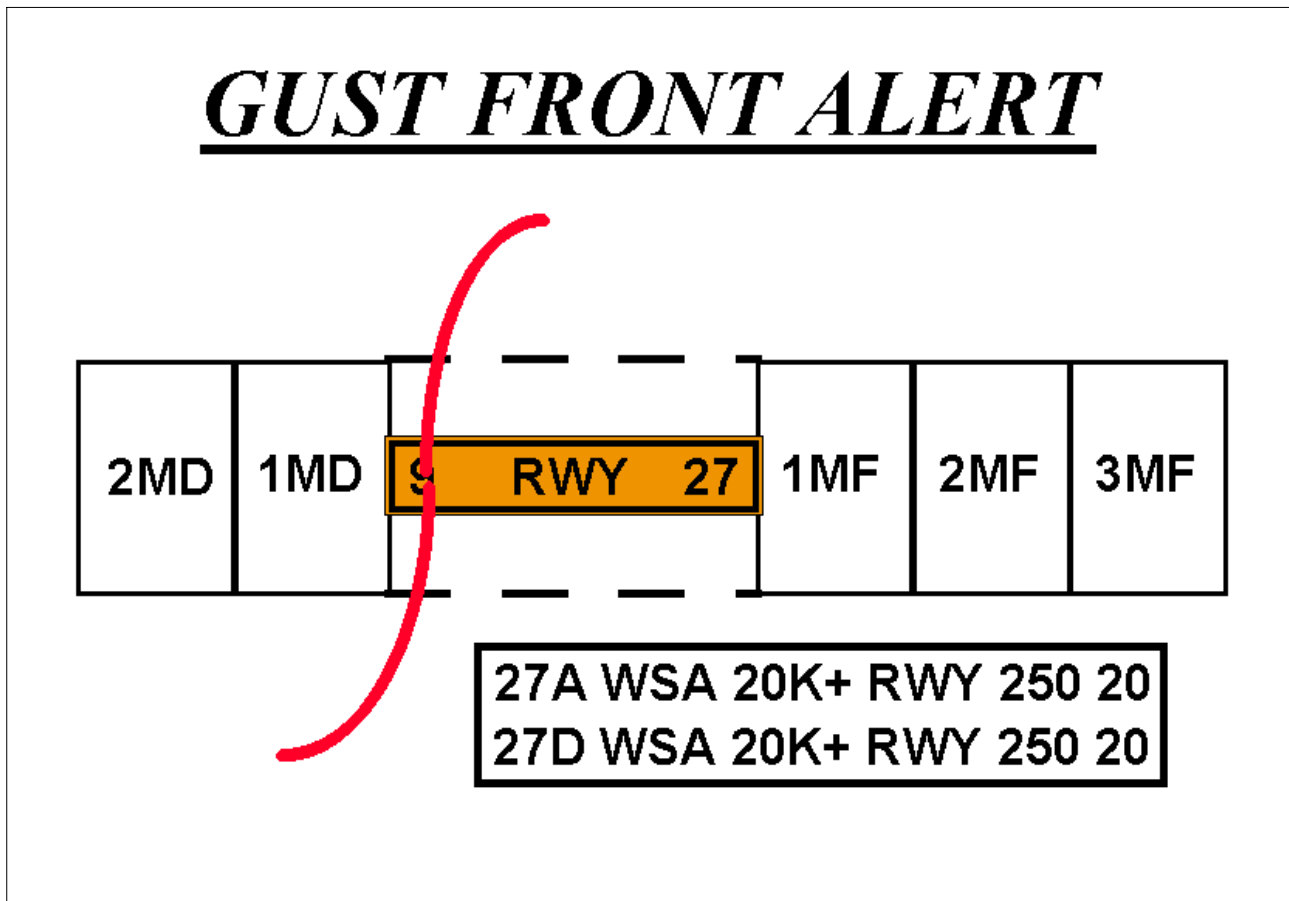 GUST FRONT ALERT
2MD 1MD 9 RWY 27 1MF 2MF 3MF
27A WSA 20K+ RWY 250 20
27D WSA 20K+ RWY 250 20